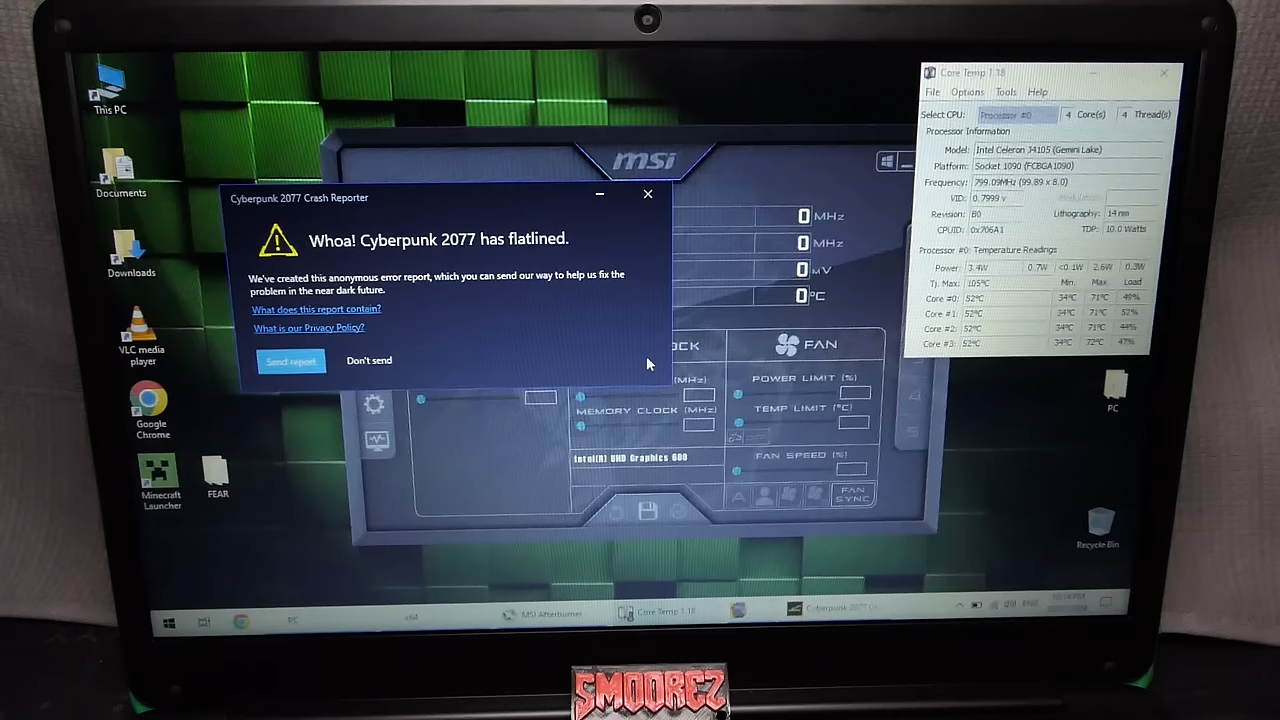 This PC
Documents
Downloads
VLC media
player
Google
Chrome
Minecraft
Launcher
FEAR
msi
0 MHz
0 MHz
0 mV
0 °C
Cyberpunk 2077 Crash Reporter
Whoa! Cyberpunk 2077 has flatlined.
We've created this anonymous error report, which you can send our way to help us fix the
problem in the near dark future.
What does this report contain?
What is our Privacy Policy?
Send report Don't send
FAN
POWER LIMIT (%)
MEMORY CLOCK (MHz)
TEMP LIMIT (°C)
Intel(R) UHD Graphics 600
FAN SPEED (%)
FAN
SYNC
Core Temp 1.18
File Options Tools Help
Select CPU: Processor #0 4 Core(s) 4 Thread(s)
Processor Information
Model: Intel Celeron J4105 (Gemini Lake)
Platform: Socket 1090 (FCBGA1090)
Frequency: 799.09MHz (99.89 x 8.0)
VID: 0.7999 v Modulation:
Revision: B0 Lithography: 14 nm
CPUID: 0x706A1 TDP: 10.0 Watts
Processor #0: Temperature Readings
Power: 3.4W 0.7W <0.1W 2.6W 0.3W
Tj. Max: 105°C Min. Max. Load
Core #0: 52°C 34°C 71°C 49%
Core #1: 52°C 34°C 71°C 52%
Core #2: 52°C 34°C 71°C 44%
Core #3: 52°C 34°C 72°C 47%
PC
Recycle Bin
PC
x64
MSI Afterburner
Core Temp 1.18
Cyberpunk 2077 Cr...
SMOOREZ